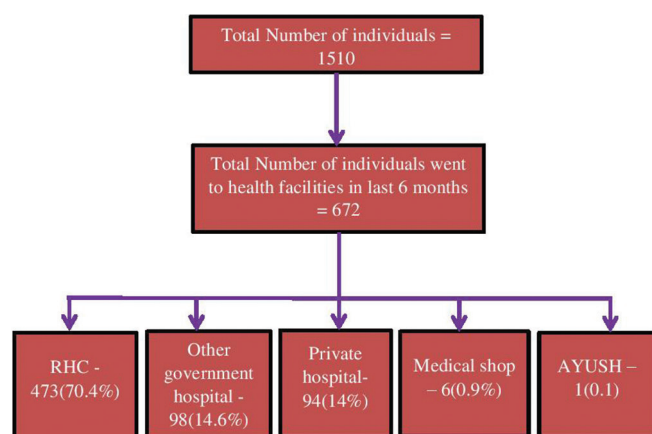 Total Number of individuals =
1510
Total Number of individuals went
to health facilities in last 6 months
= 672
RHC -
473(70.4%)
Other
government
hospital -
98(14.6%)
Private
hospital-
94(14%)
Medical shop
– 6(0.9%)
AYUSH –
1(0.1)